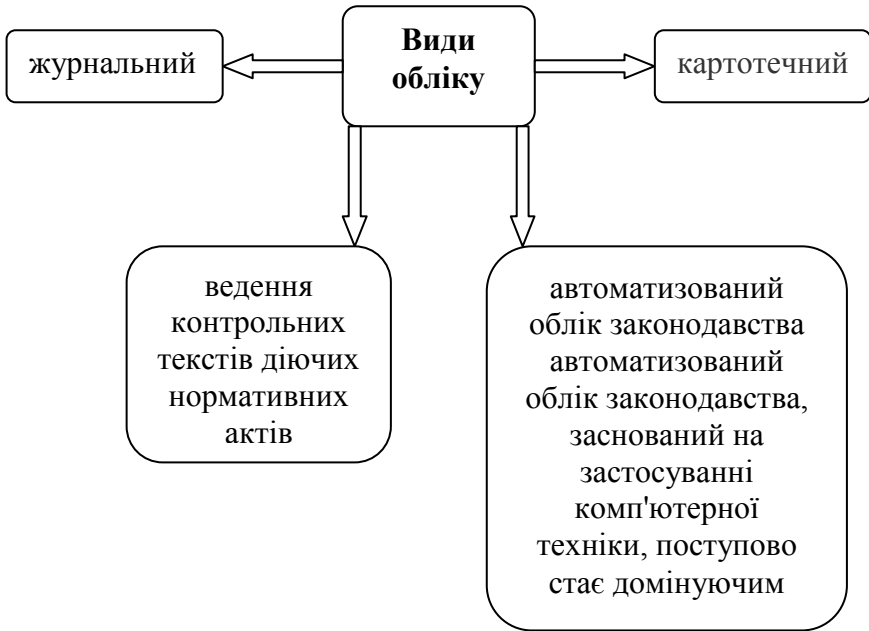 Види
обліку
журнальний
картотечний
ведення
контрольних
текстів діючих
нормативних
актів
автоматизований
облік законодавства
автоматизований
облік законодавства,
заснований на
застосуванні
комп'ютерної
техніки, поступово
стає домінуючим